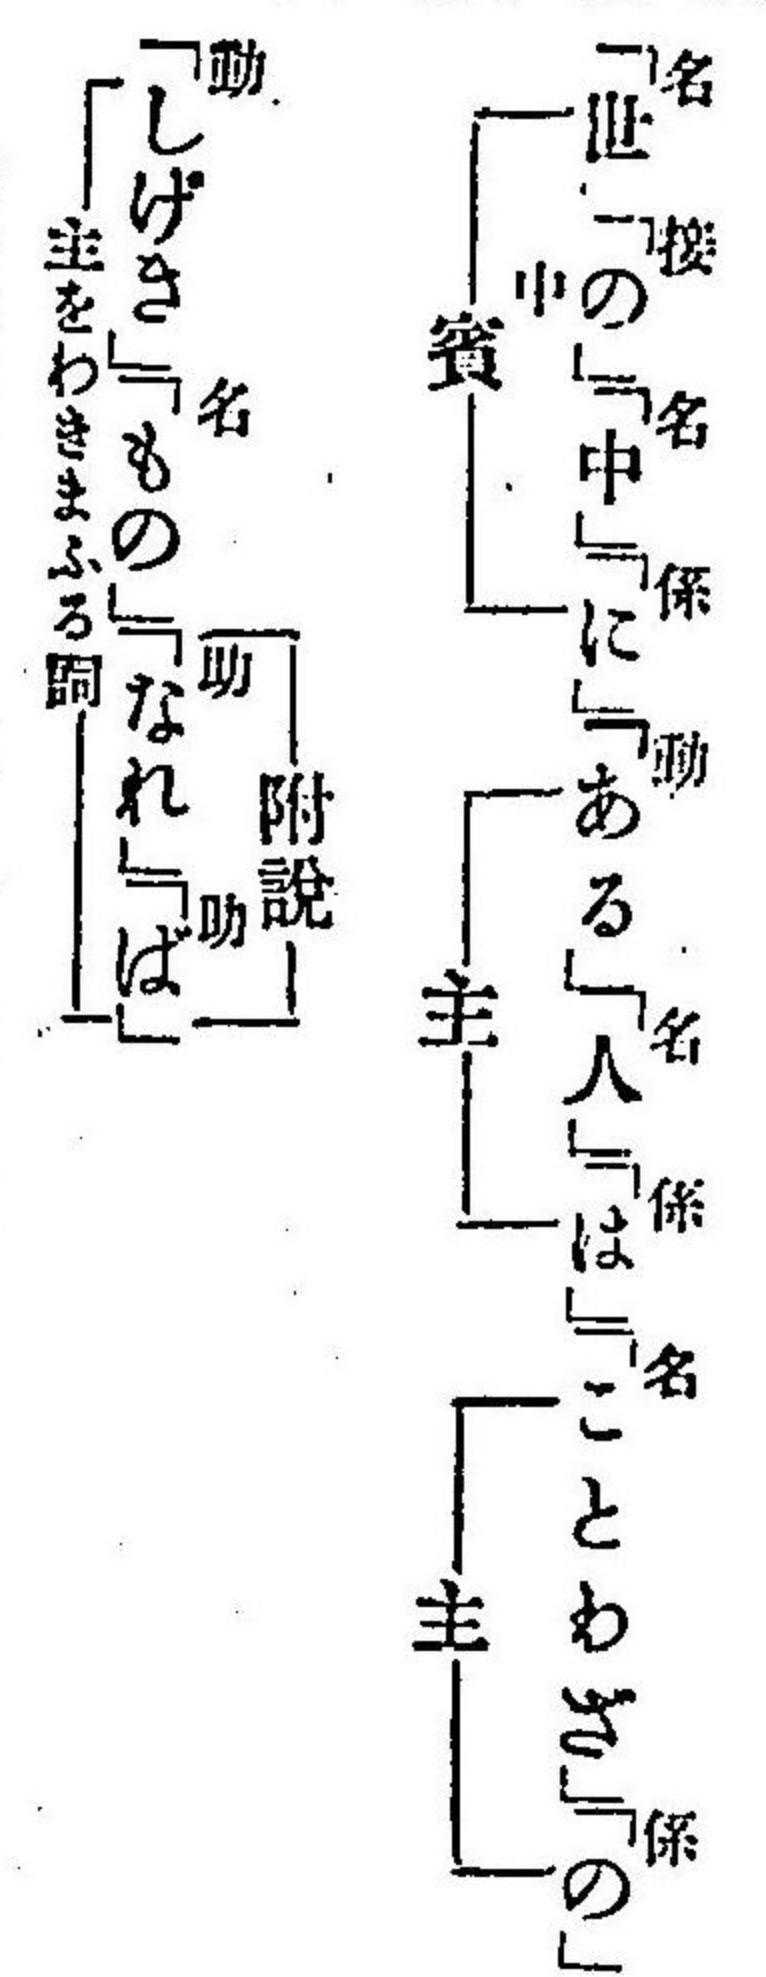 名 接 名 係 動 名 係 名 係
「世」「の」「中」「に」「ある」「人」「は」「ことわざ」「の」
中
賓 主 主
附說
動 名 助 助
「しげき」「もの」「なれ」「ば」
主をわきまふる詞